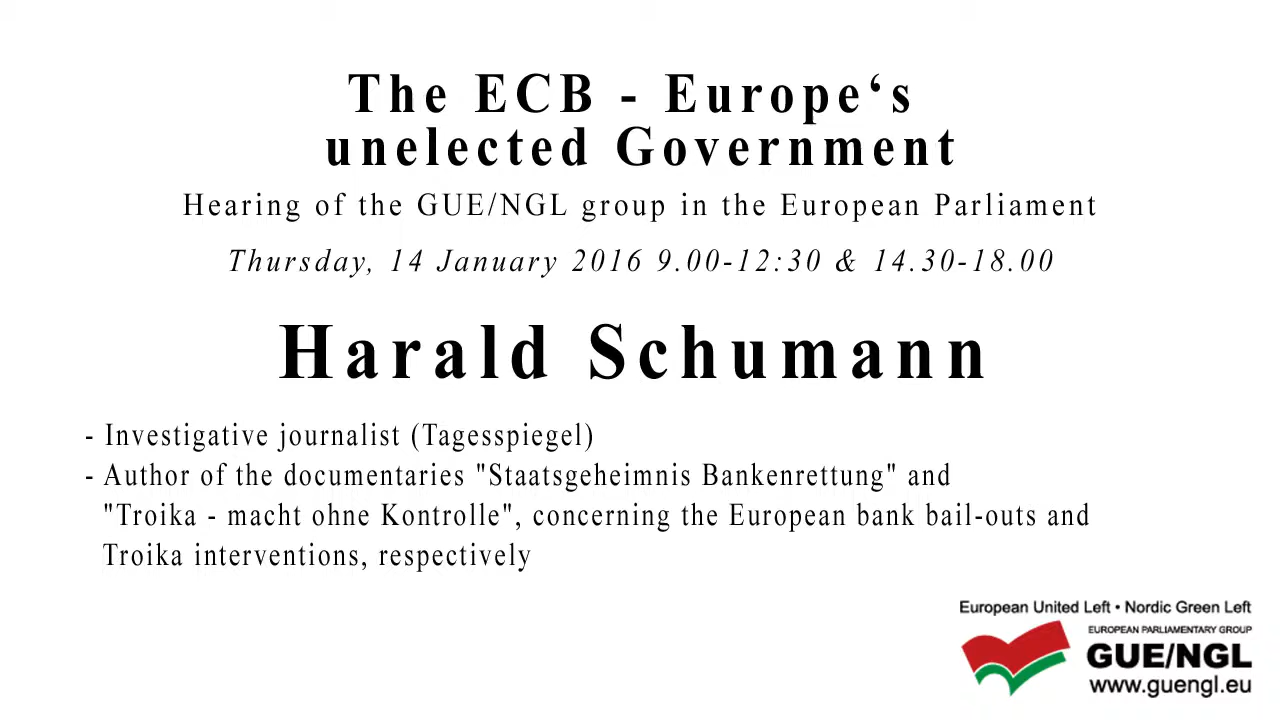 The ECB - Europe‘s
unelected Government
Hearing of the GUE/NGL group in the European Parliament
Thursday, 14 January 2016 9.00-12:30 & 14.30-18.00
Harald Schumann
- Investigative journalist (Tagesspiegel)
- Author of the documentaries "Staatsgeheimnis Bankenrettung" and
"Troika - macht ohne Kontrolle", concerning the European bank bail-outs and
Troika interventions, respectively
European United Left • Nordic Green Left
EUROPEAN PARLIAMENTARY GROUP
GUE/NGL
www.guengl.eu